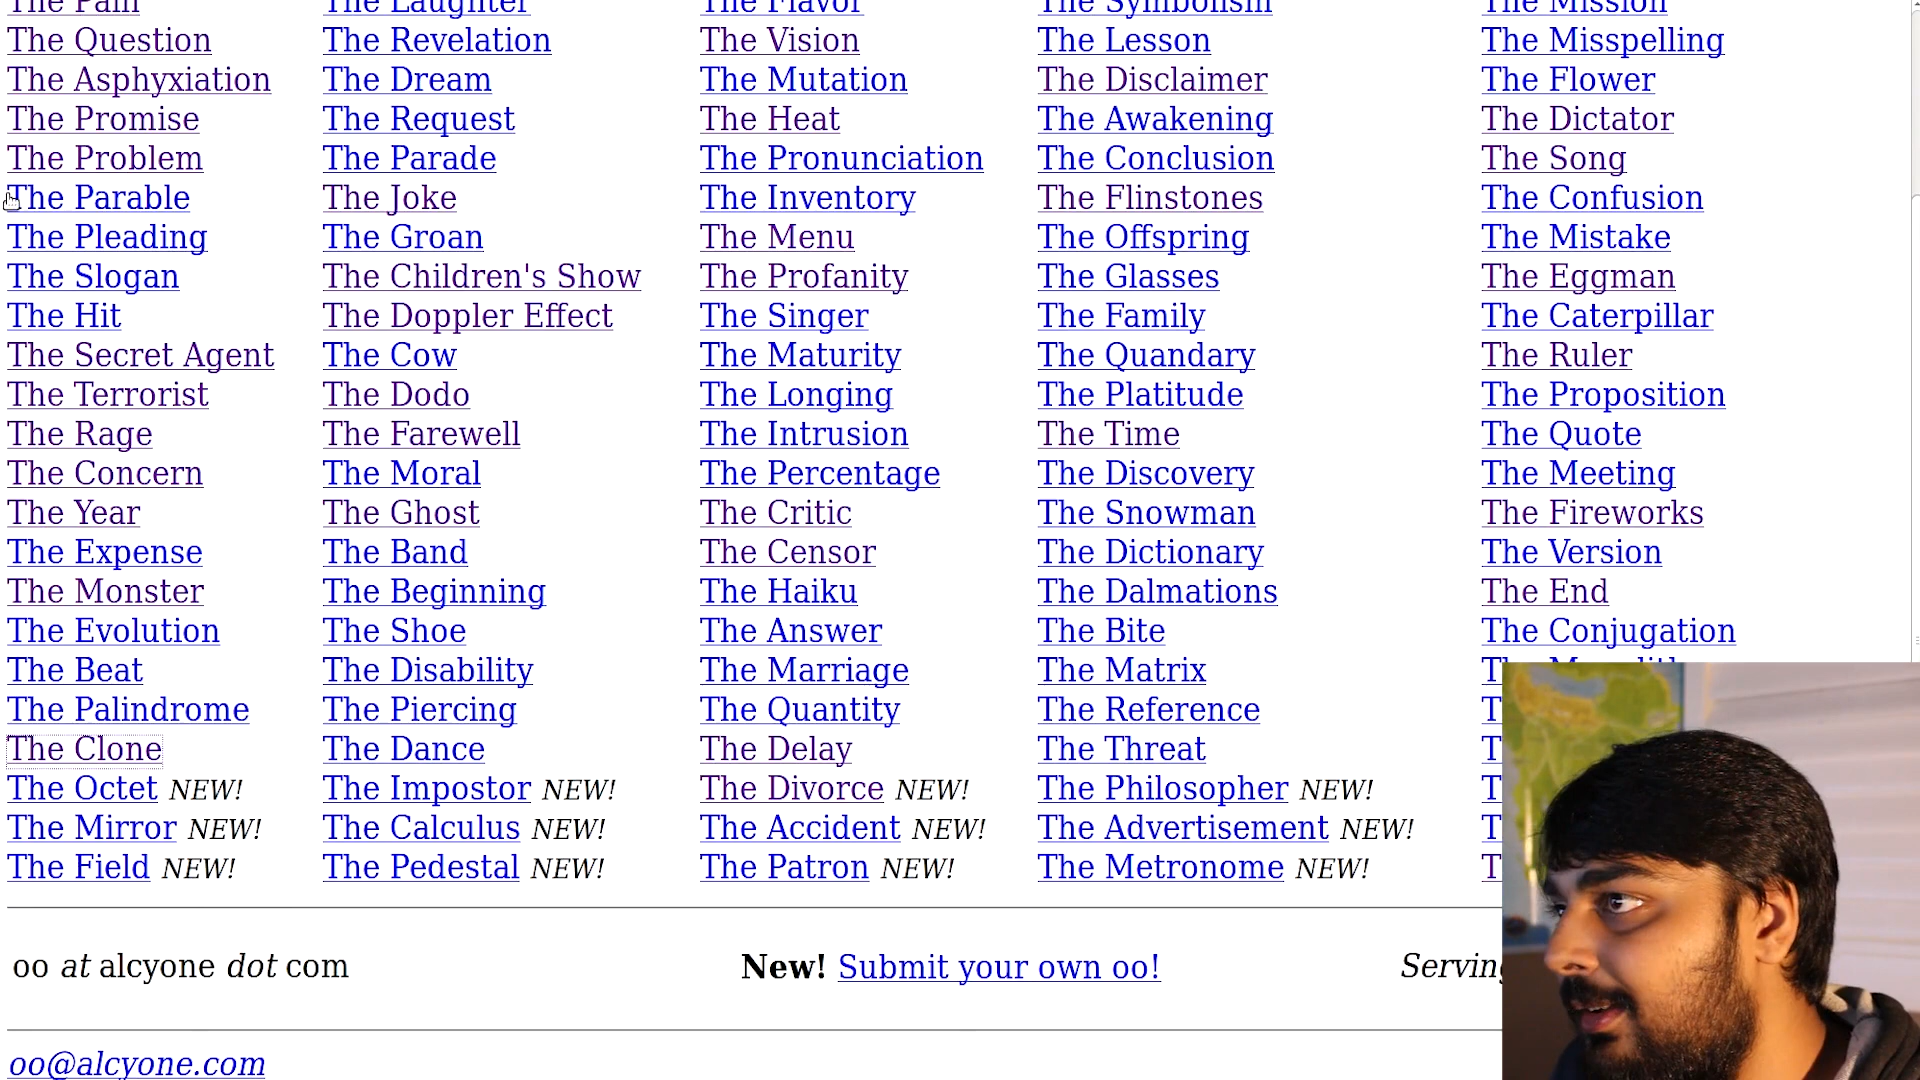 The Pain The Laughter The Flavor The Symbolism The Mission
The Question The Revelation The Vision The Lesson The Misspelling
The Asphyxiation The Dream The Mutation The Disclaimer The Flower
The Promise The Request The Heat The Awakening The Dictator
The Problem The Parade The Pronunciation The Conclusion The Song
The Parable The Joke The Inventory The Flinstones The Confusion
The Pleading The Groan The Menu The Offspring The Mistake
The Slogan The Children's Show The Profanity The Glasses The Eggman
The Hit The Doppler Effect The Singer The Family The Caterpillar
The Secret Agent The Cow The Maturity The Quandary The Ruler
The Terrorist The Dodo The Longing The Platitude The Proposition
The Rage The Farewell The Intrusion The Time The Quote
The Concern The Moral The Percentage The Discovery The Meeting
The Year The Ghost The Critic The Snowman The Fireworks
The Expense The Band The Censor The Dictionary The Version
The Monster The Beginning The Haiku The Dalmations The End
The Evolution The Shoe The Answer The Bite The Conjugation
The Beat The Disability The Marriage The Matrix
The Palindrome The Piercing The Quantity The Reference
The Clone The Dance The Delay The Threat
The Octet NEW! The Impostor NEW! The Divorce NEW! The Philosopher NEW!
The Mirror NEW! The Calculus NEW! The Accident NEW! The Advertisement NEW!
The Field NEW! The Pedestal NEW! The Patron NEW! The Metronome NEW!
oo at alcyone dot com New! Submit your own oo!
oo@alcyone.com